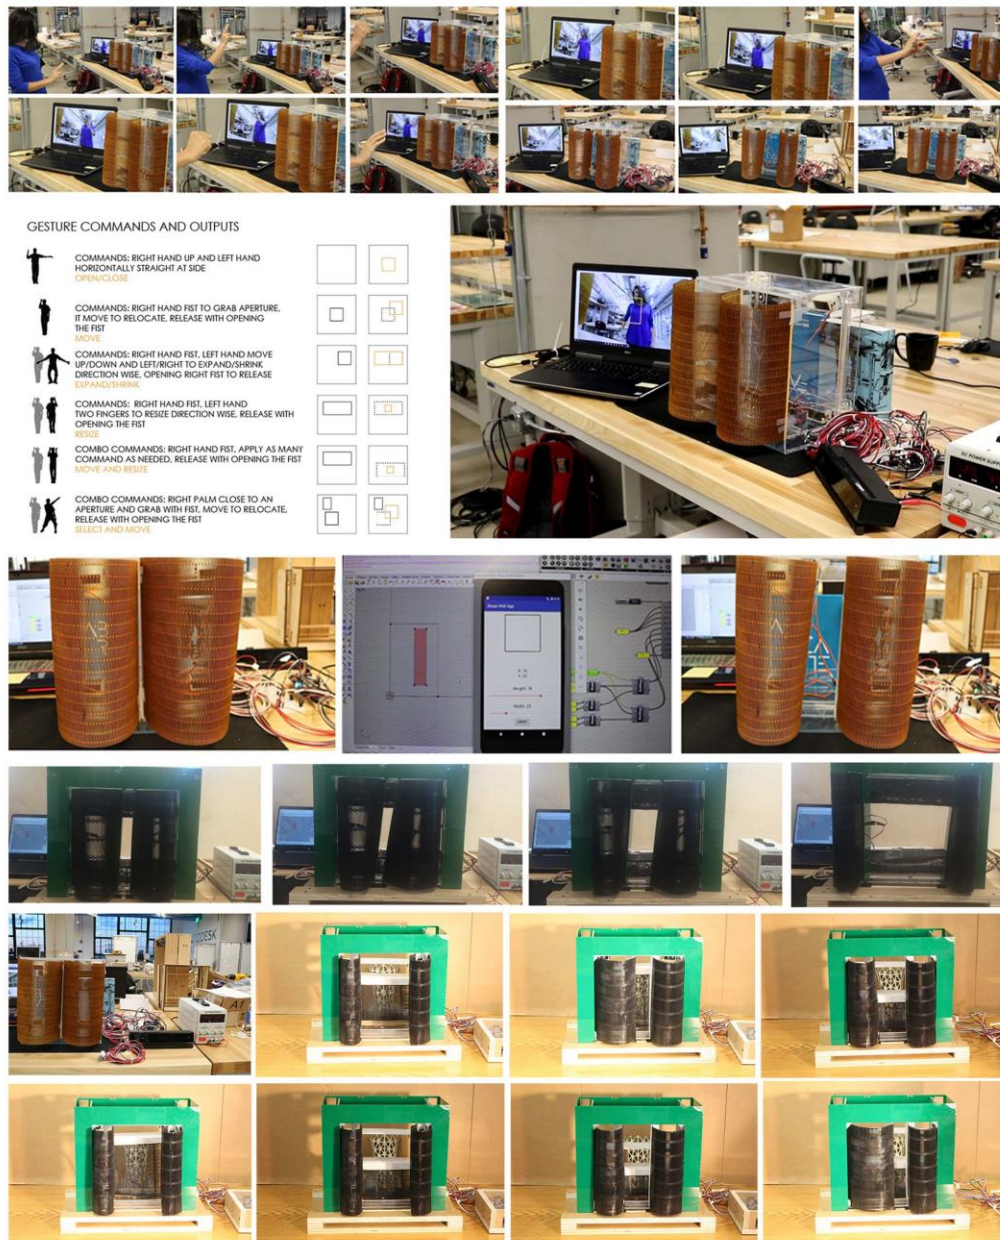 GESTURE COMMANDS AND OUTPUTS
COMMANDS: RIGHT HAND UP AND LEFT HAND
HORIZONTALLY STRAIGHT AT SIDE
OPEN/CLOSE
COMMANDS: RIGHT HAND FIST TO GRAB APERTURE,
IT MOVE TO RELOCATE, RELEASE WITH OPENING
THE FIST
MOVE
COMMANDS: RIGHT HAND FIST, LEFT HAND MOVE
UP/DOWN AND LEFT/RIGHT TO EXPAND/SHRINK
DIRECTION WISE, OPENING RIGHT FIST TO RELEASE
EXPAND/SHRINK
COMMANDS: RIGHT HAND FIST, LEFT HAND
TWO FINGERS TO RESIZE DIRECTION WISE, RELEASE WITH
OPENING THE FIST
RESIZE
COMBO COMMANDS: RIGHT HAND FIST, APPLY AS MANY
COMMAND AS NEEDED, RELEASE WITH OPENING THE FIST
MOVE AND RESIZE
COMBO COMMANDS: RIGHT PALM CLOSE TO AN
APERTURE AND GRAB WITH FIST, MOVE TO RELOCATE,
RELEASE WITH OPENING THE FIST
SELECT AND MOVE
DC POWER SUPPLY